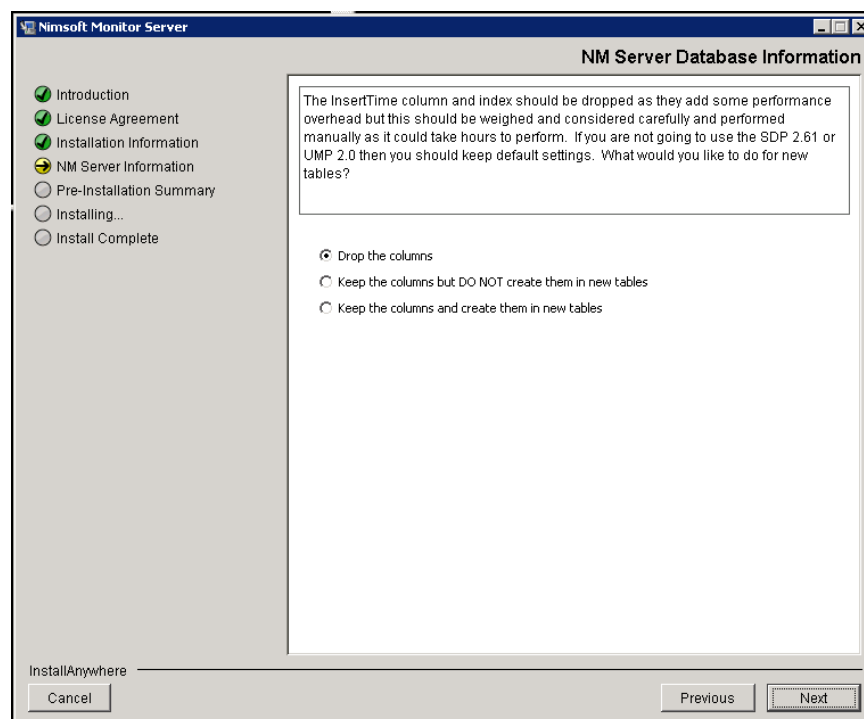 Nimsoft Monitor Server
NM Server Database Information
Introduction
License Agreement
Installation Information
NM Server Information
Pre-Installation Summary
Installing...
Install Complete
The InsertTime column and index should be dropped as they add some performance
overhead but this should be weighed and considered carefully and performed
manually as it could take hours to perform. If you are not going to use the SDP 2.61 or
UMP 2.0 then you should keep default settings. What would you like to do for new
tables?
Drop the columns
Keep the columns but DO NOT create them in new tables
Keep the columns and create them in new tables
InstallAnywhere
Cancel
Previous
Next